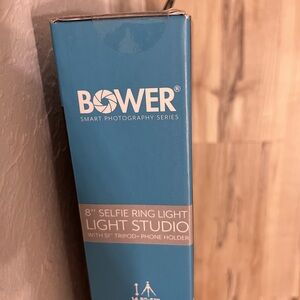 BOWER®
SMART PHOTOGRAPHY SERIES
8" SELFIE RING LIGHT
LIGHT STUDIO
WITH 51" TRIPOD+ PHONE HOLDER